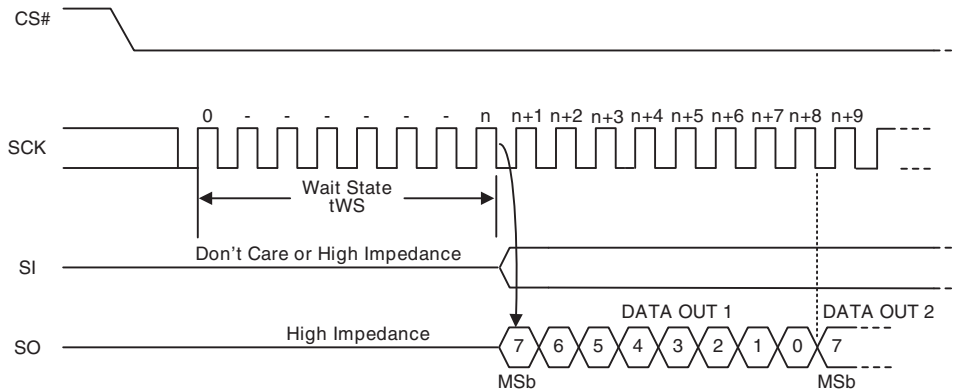 CS#
0 - - - - - - n n+1 n+2 n+3 n+4 n+5 n+6 n+7 n+8 n+9
SCK
Wait State
tWS
Don't Care or High Impedance
SI
DATA OUT 1 DATA OUT 2
High Impedance
SO 7 6 5 4 3 2 1 0 7
MSb MSb